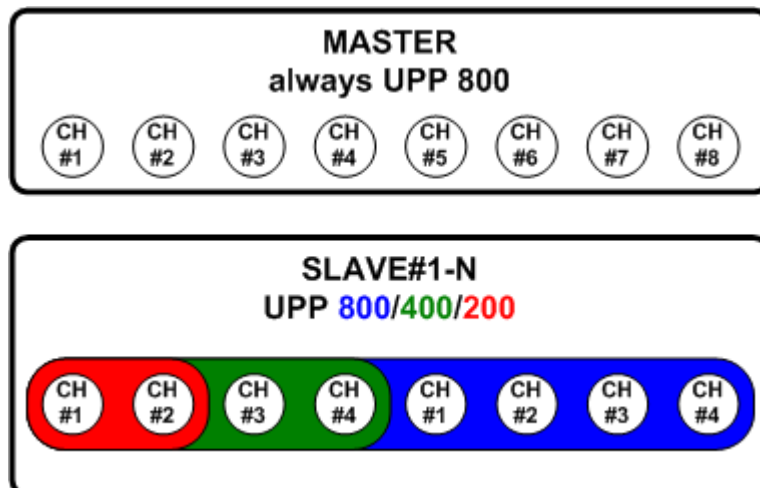 MASTER
always UPP 800
CH #1 CH #2 CH #3 CH #4 CH #5 CH #6 CH #7 CH #8
SLAVE#1-N
UPP 800/400/200
CH #1 CH #2 CH #3 CH #4 CH #1 CH #2 CH #3 CH #4